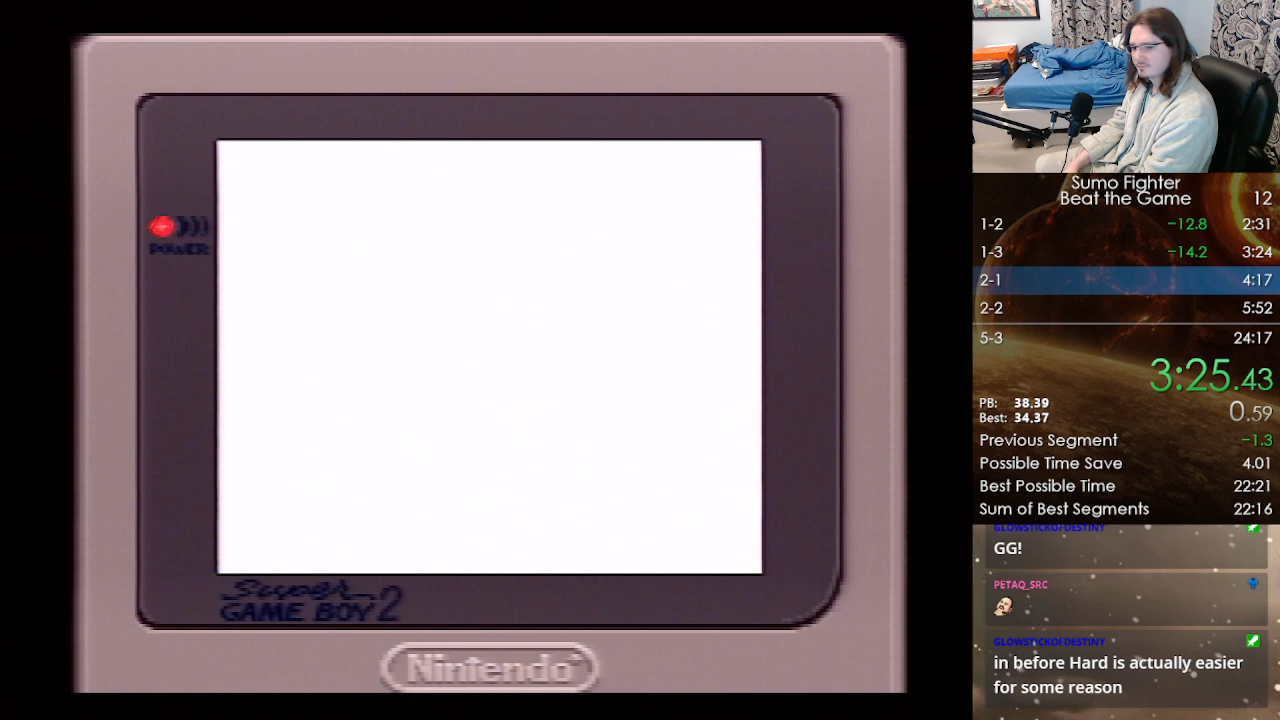 POWER
Super
GAME BOY 2
Nintendo
Sumo Fighter
Beat the Game 12
1-2 −12.8 2:31
1-3 −14.2 3:24
2-1 4:17
2-2 5:52
5-3 24:17
3:25.43
PB: 38.39
Best: 34.37
0.59
Previous Segment −1.3
Possible Time Save 4.01
Best Possible Time 22:21
Sum of Best Segments 22:16
GLOWSTICKOFDESTINY
GG!
PETAQ_SRC
GLOWSTICKOFDESTINY
in before Hard is actually easier
for some reason